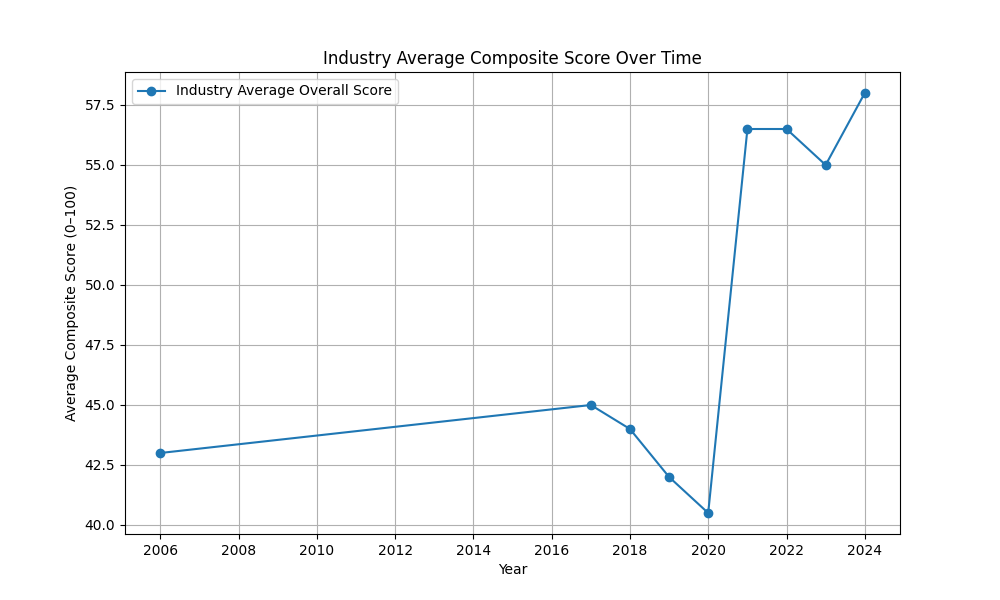 Industry Average Composite Score Over Time
Industry Average Overall Score
57.5
55.0
52.5
50.0
47.5
45.0
42.5
40.0
Average Composite Score (0–100)
2006 2008 2010 2012 2014 2016 2018 2020 2022 2024
Year